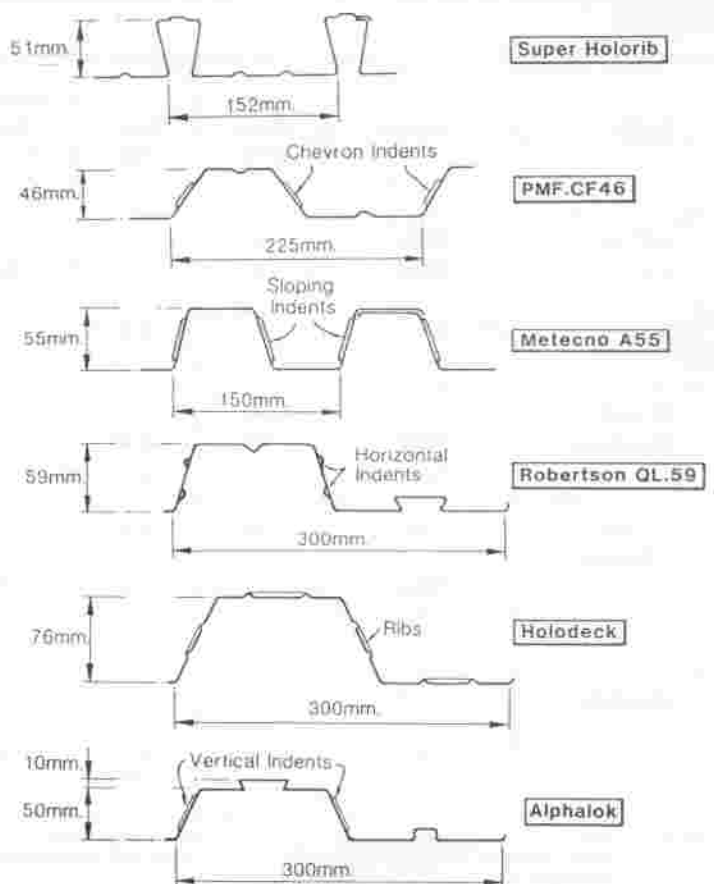 51mm.
Super Holorib
152mm.
Chevron Indents
46mm.
PMF.CF46
225mm.
Sloping
Indents
55mm.
Metecno A55
150mm.
59mm.
Horizontal
Indents
Robertson QL.59
300mm.
76mm.
Ribs
Holodeck
300mm.
10mm.
Vertical Indents
50mm.
Alphalok
300mm.